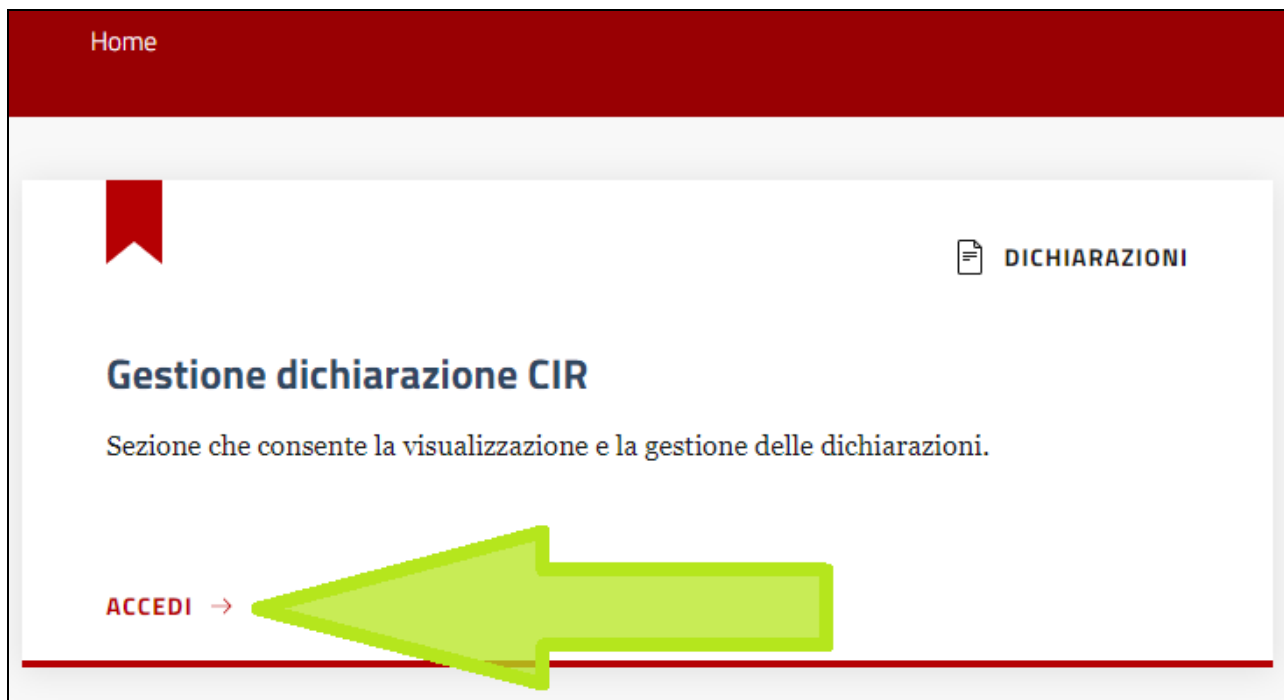 Home
DICHIARAZIONI
Gestione dichiarazione CIR
Sezione che consente la visualizzazione e la gestione delle dichiarazioni.
ACCEDI →